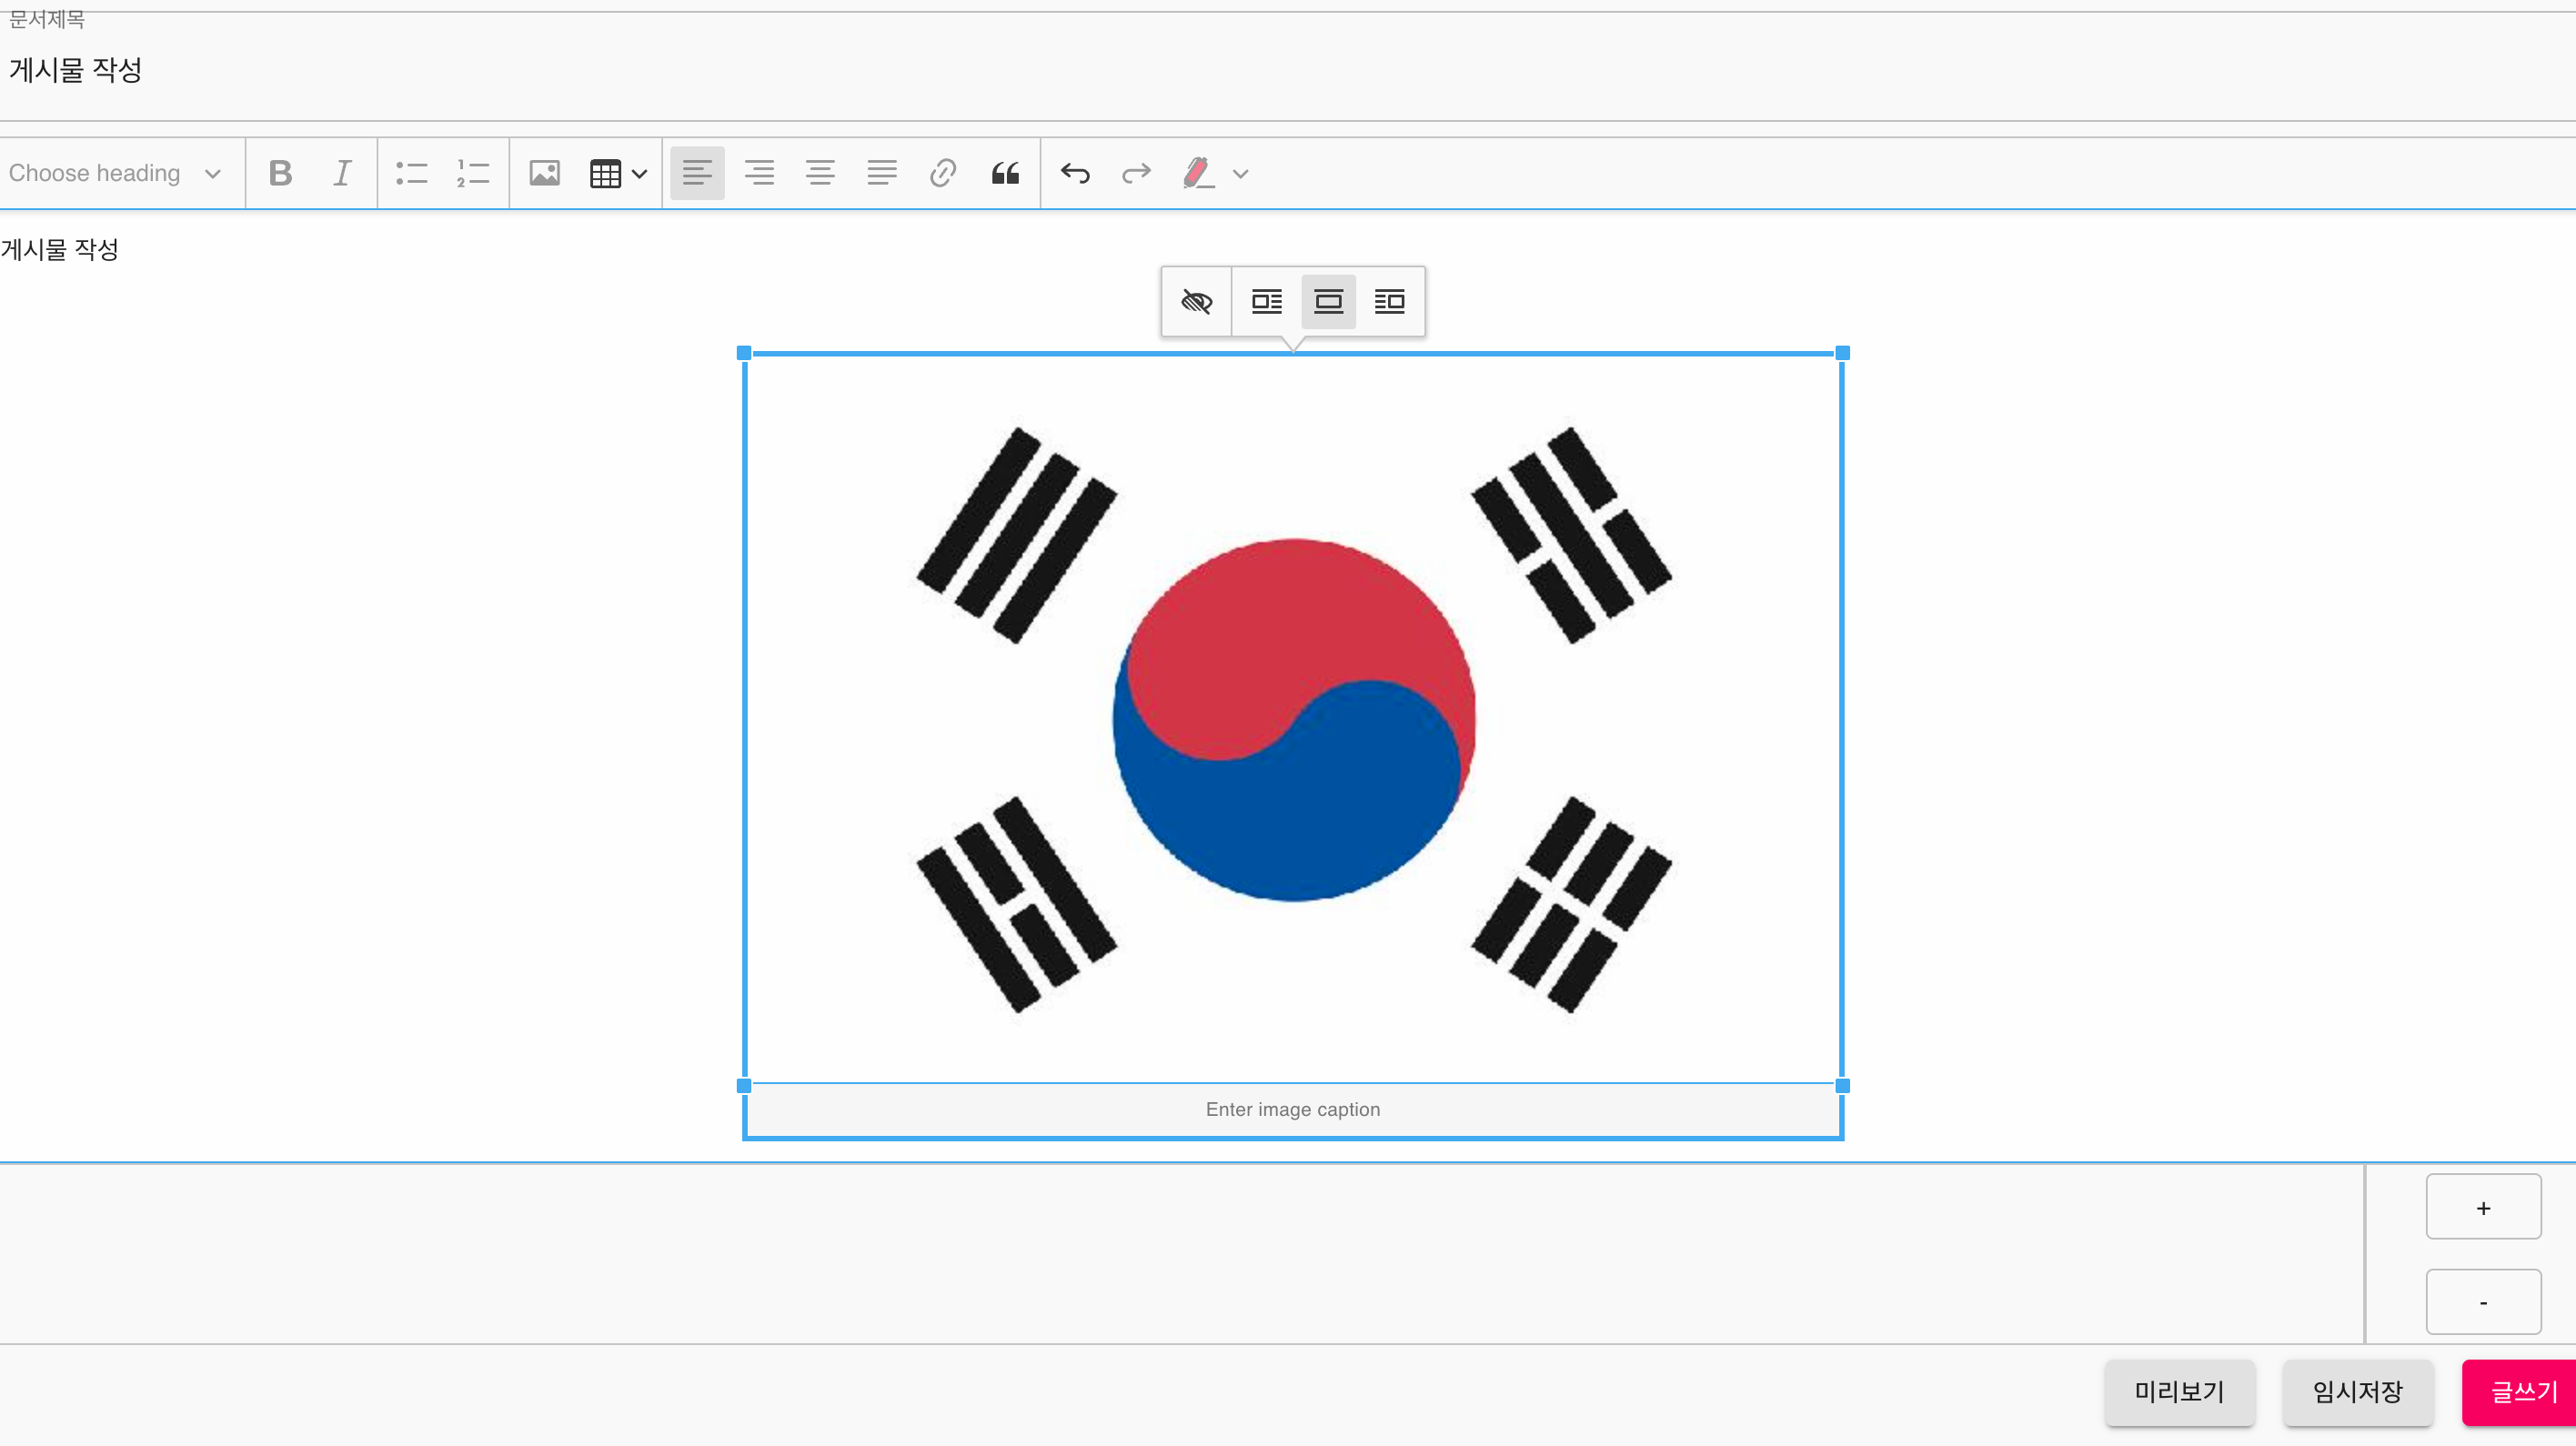 문서제목
게시물 작성
Choose heading
게시물 작성
Enter image caption
+
-
미리보기 임시저장 글쓰기